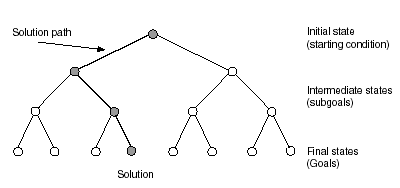 Solution path
Initial state
(starting condition)
Intermediate states
(subgoals)
Final states
(Goals)
Solution